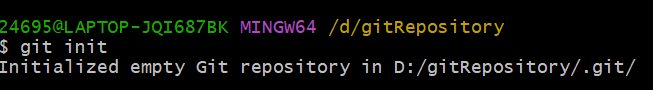 24695@LAPTOP-JQI687BK MINGW64 /d/gitRepository
$ git init
Initialized empty Git repository in D:/gitRepository/.git/